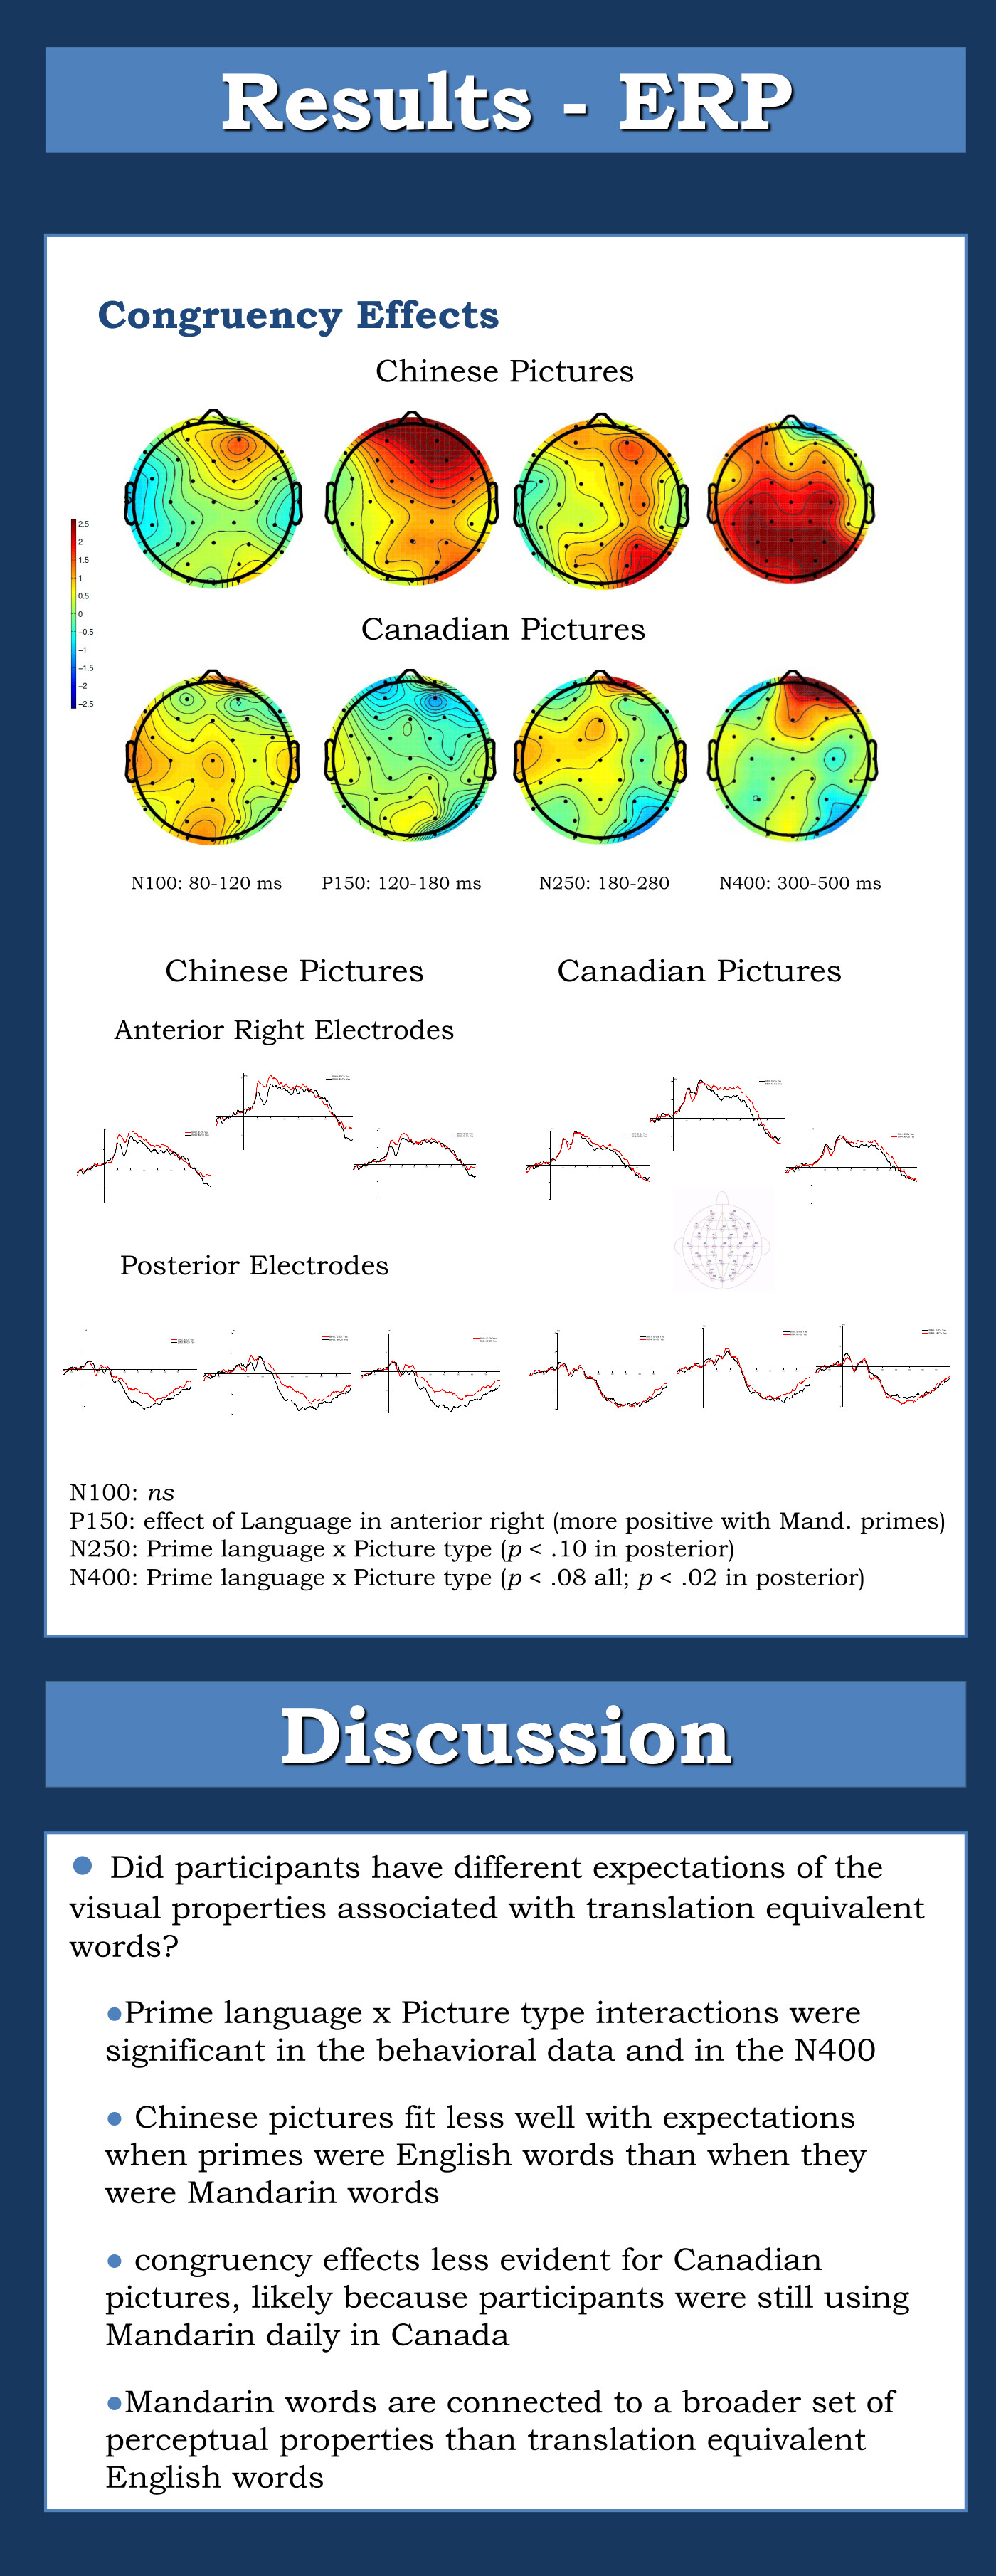 Results - ERP
Congruency Effects
Chinese Pictures
2.5
2
1.5
1
0.5
0
−0.5
−1
−1.5
−2
−2.5
Canadian Pictures
N100: 80-120 ms P150: 120-180 ms N250: 180-280 N400: 300-500 ms
Chinese Pictures Canadian Pictures
Anterior Right Electrodes
Posterior Electrodes
N100: ns
P150: effect of Language in anterior right (more positive with Mand. primes)
N250: Prime language x Picture type (p < .10 in posterior)
N400: Prime language x Picture type (p < .08 all; p < .02 in posterior)
Discussion
● Did participants have different expectations of the
visual properties associated with translation equivalent
words?
●Prime language x Picture type interactions were
significant in the behavioral data and in the N400
● Chinese pictures fit less well with expectations
when primes were English words than when they
were Mandarin words
● congruency effects less evident for Canadian
pictures, likely because participants were still using
Mandarin daily in Canada
●Mandarin words are connected to a broader set of
perceptual properties than translation equivalent
English words